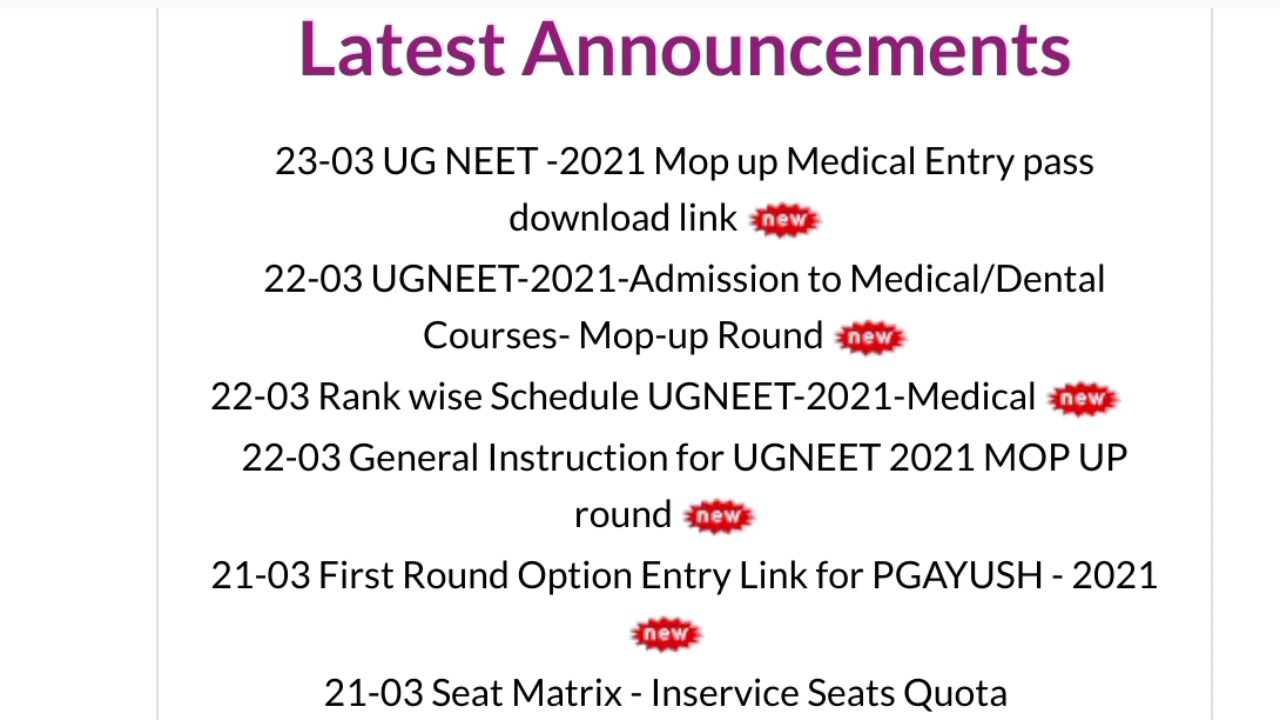 Latest Announcements
23-03 UG NEET -2021 Mop up Medical Entry pass
download link new
22-03 UGNEET-2021-Admission to Medical/Dental
Courses- Mop-up Round new
22-03 Rank wise Schedule UGNEET-2021-Medical new
22-03 General Instruction for UGNEET 2021 MOP UP
round new
21-03 First Round Option Entry Link for PGAYUSH - 2021
new
21-03 Seat Matrix - Inservice Seats Quota